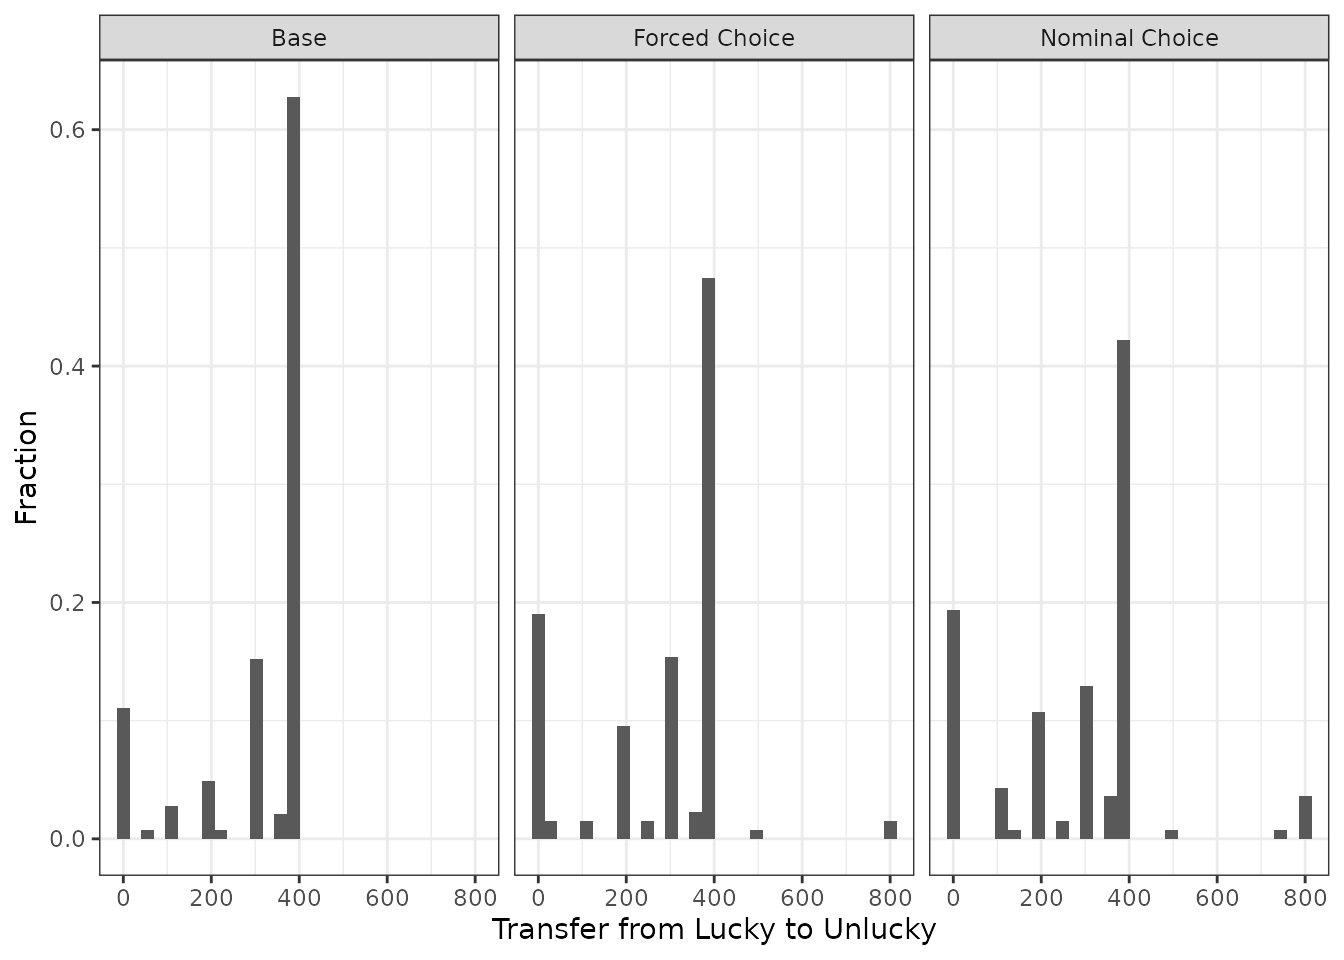 Base Forced Choice Nominal Choice
Fraction
0.6
0.4
0.2
0.0
0 200 400 600 800 0 200 400 600 800 0 200 400 600 800
Transfer from Lucky to Unlucky